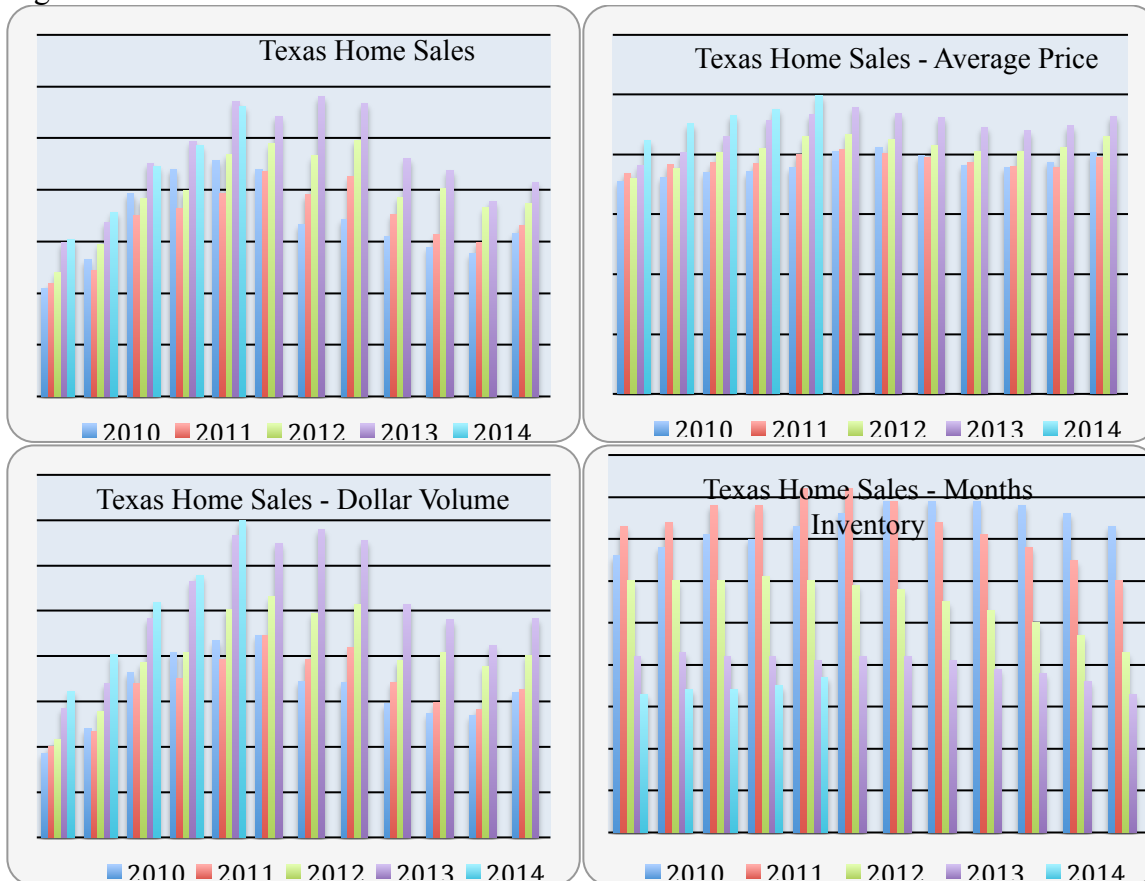 Texas Home Sales
Texas Home Sales - Average Price
2010 2011 2012 2013 2014
2010 2011 2012 2013 2014
Texas Home Sales - Dollar Volume
Texas Home Sales - Months
Inventory
2010 2011 2012 2013 2014
2010 2011 2012 2013 2014